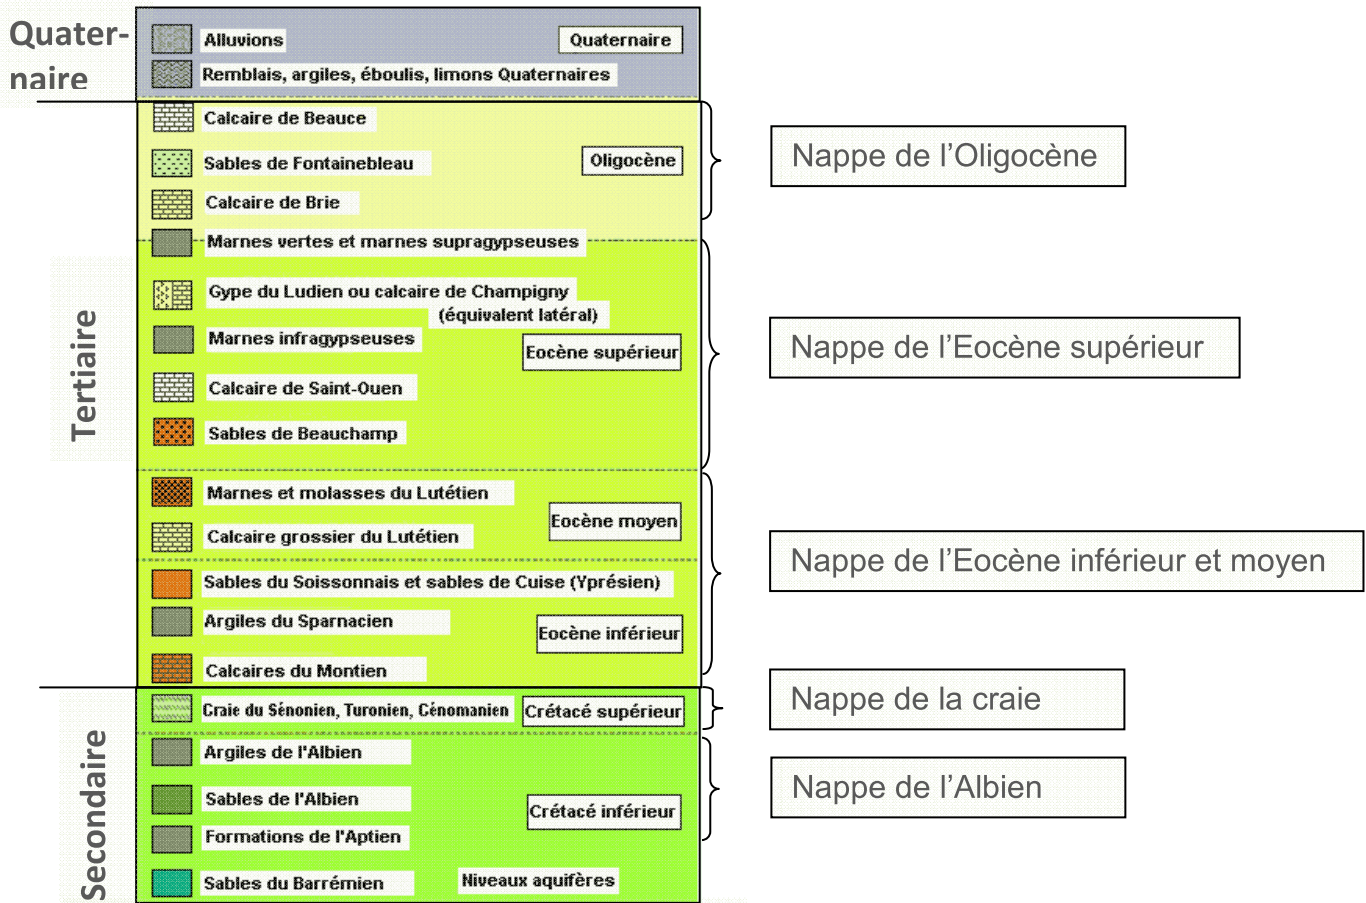 Quater-
naire
Alluvions
Quaternaire
Remblais, argiles, éboulis, limons Quaternaires
Tertiaire
Calcaire de Beauce
Sables de Fontainebleau
Oligocène
Calcaire de Brie
Nappe de l’Oligocène
Marnes vertes et marnes supragypseuses
Gype du Ludien ou calcaire de Champigny
(équivalent latéral)
Marnes infragypseuses
Eocène supérieur
Calcaire de Saint-Ouen
Sables de Beauchamp
Nappe de l’Eocène supérieur
Marnes et molasses du Lutétien
Eocène moyen
Calcaire grossier du Lutétien
Sables du Soissonnais et sables de Cuise (Yprésien)
Argiles du Sparnacien
Eocène inférieur
Calcaires du Montien
Nappe de l’Eocène inférieur et moyen
Secondaire
Craie du Sénonien, Turonien, Cénomanien
Crétacé supérieur
Nappe de la craie
Argiles de l'Albien
Sables de l'Albien
Crétacé inférieur
Formations de l'Aptien
Nappe de l’Albien
Sables du Barrémien
Niveaux aquifères